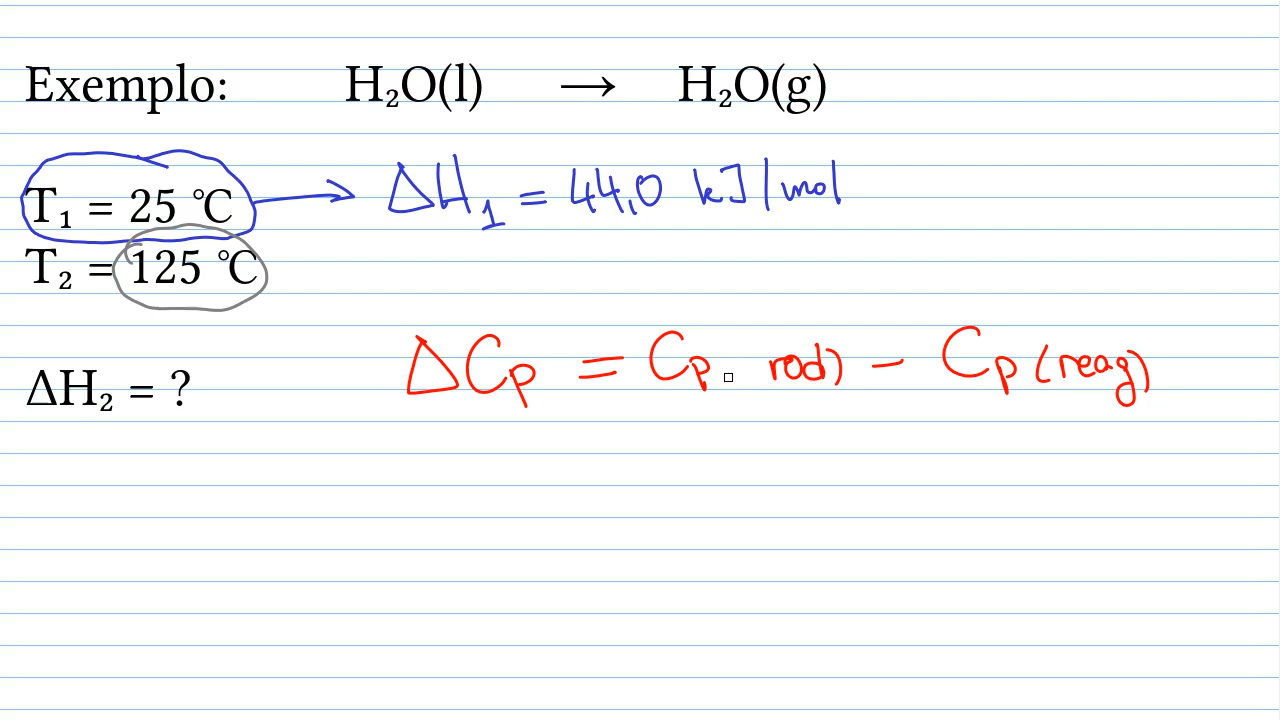 Exemplo: H₂O(l) → H₂O(g)
T₁ = 25 °C → ΔH₁ = 44,0 kJ/mol
T₂ = 125 °C
ΔCp = Cp rod) - Cp (reag)
ΔH₂ = ?